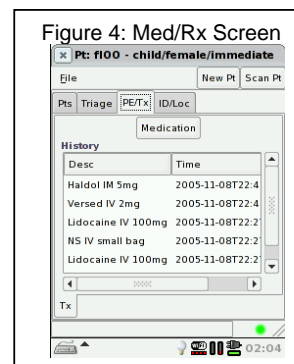 Figure 4: Med/Rx Screen
Pt: fl00 - child/female/immediate
File New Pt Scan Pt
Pts Triage PE/Tx ID/Loc
Medication
History
Desc Time
Haldol IM 5mg 2005-11-08T22:4
Versed IV 2mg 2005-11-08T22:4
Lidocaine IV 100mg 2005-11-08T22:2
NS IV small bag 2005-11-08T22:2
Lidocaine IV 100mg 2005-11-08T22:2
Tx
02:04